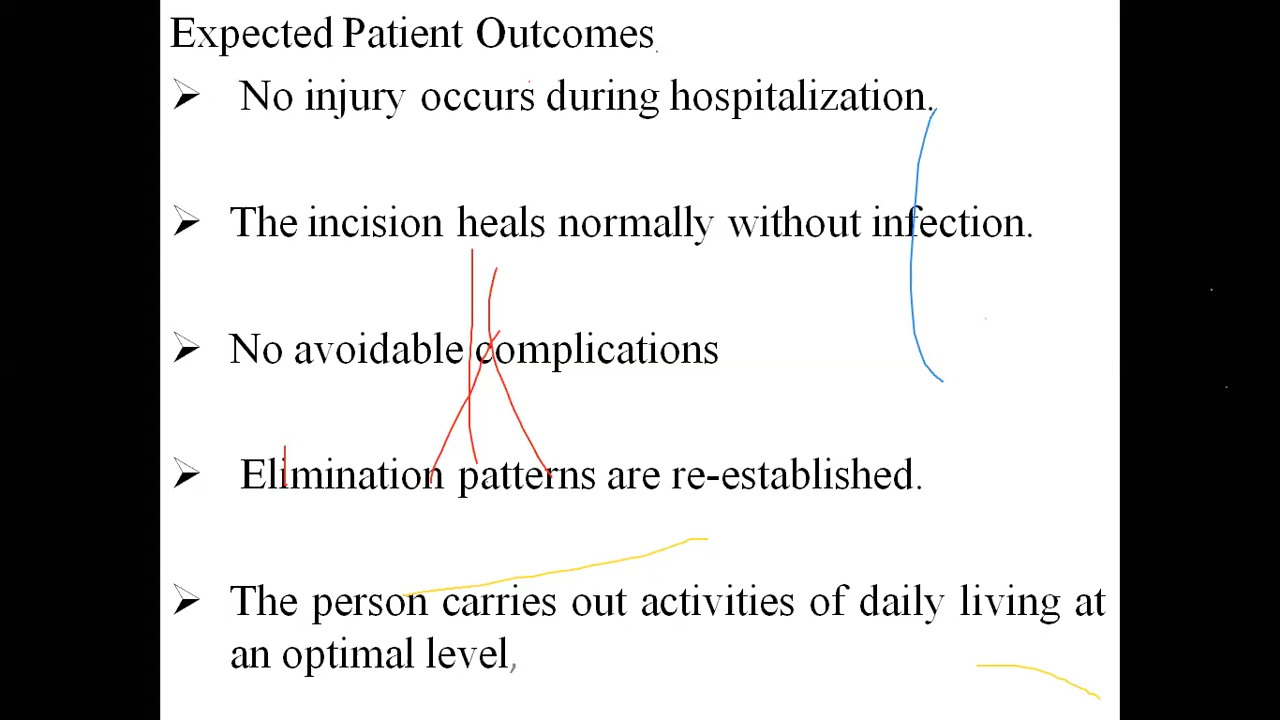 Expected Patient Outcomes
➢ No injury occurs during hospitalization.
➢ The incision heals normally without infection.
➢ No avoidable complications
➢ Elimination patterns are re-established.
➢ The person carries out activities of daily living at
an optimal level,